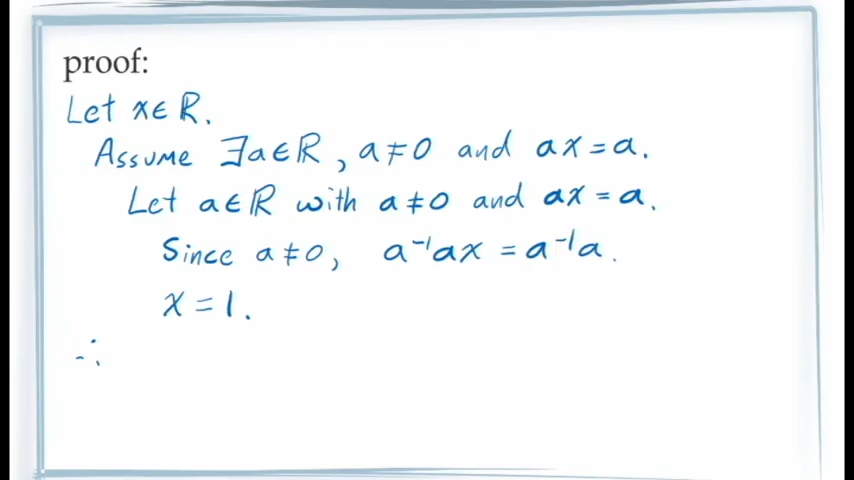 proof:
Let x∈ℝ.
Assume ∃a∈ℝ, a≠0 and ax=a.
Let a∈ℝ with a≠0 and ax=a.
Since a≠0, a⁻¹ax=a⁻¹a.
x=1.
∴